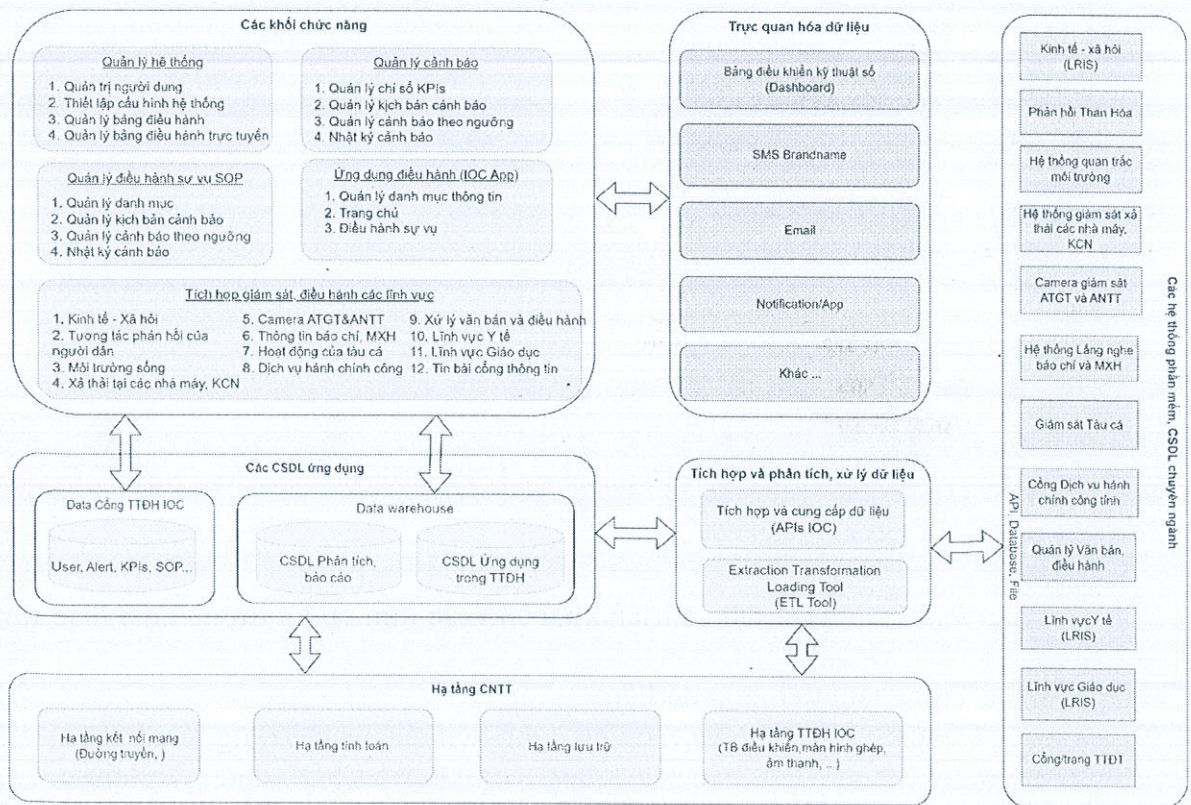 Các khối chức năng
Quản lý hệ thống
1. Quản trị người dùng
2. Thiết lập cấu hình hệ thống
3. Quản lý bảng điều hành
4. Quản lý bảng điều hành trực tuyến
Quản lý cảnh báo
1. Quản lý chỉ số KPIs
2. Quản lý kịch bản cảnh báo
3. Quản lý cảnh báo theo ngưỡng
4. Nhật ký cảnh báo
Quản lý điều hành sự vụ SOP
1. Quản lý danh mục
2. Quản lý kịch bản cảnh báo
3. Quản lý cảnh báo theo ngưỡng
4. Nhật ký cảnh báo
Ứng dụng điều hành (IOC App)
1. Quản lý danh mục thông tin
2. Trang chủ
3. Điều hành sự vụ
Tích hợp giám sát, điều hành các lĩnh vực
1. Kinh tế - Xã hội
2. Tương tác phản hồi của
người dân
3. Môi trường sống
4. Xả thải tại các nhà máy, KCN
5. Camera ATGT&ANTT
6. Thông tin báo chí, MXH
7. Hoạt động của tàu cá
8. Dịch vụ hành chính công
9. Xử lý văn bản và điều hành
10. Lĩnh vực Y tế
11. Lĩnh vực Giáo dục
12. Tin bài cổng thông tin
Trực quan hóa dữ liệu
Bảng điều khiển kỹ thuật số
(Dashboard)
SMS Brandname
Email
Notification/App
Khác ...
Các CSDL ứng dụng
Data Cổng TTĐH IOC
User, Alert, KPIs, SOP...
Data warehouse
CSDL Phân tích,
báo cáo
CSDL Ứng dụng
trong TTĐH
Tích hợp và phân tích, xử lý dữ liệu
Tích hợp và cung cấp dữ liệu
(APIs IOC)
Extraction Transformation
Loading Tool
(ETL Tool)
Hạ tầng CNTT
Hạ tầng kết nối mạng
(Đường truyền, )
Hạ tầng tính toán
Hạ tầng lưu trữ
Hạ tầng TTĐH IOC
(TB điều khiển, màn hình ghép,
âm thanh, ... )
API, Database, File
Kinh tế - xã hội
(LRIS)
Phản hồi Thanh Hóa
Hệ thống quan trắc
môi trường
Hệ thống giám sát xả
thải các nhà máy,
KCN
Camera giám sát
ATGT và ANTT
Hệ thống Lắng nghe
báo chí và MXH
Giám sát Tàu cá
Cổng Dịch vụ hành
chính công tỉnh
Quản lý Văn bản,
điều hành
Lĩnh vực Y tế
(LRIS)
Lĩnh vực Giáo dục
(LRIS)
Cổng/trang TTĐT
Các hệ thống phần mềm, CSDL chuyên ngành